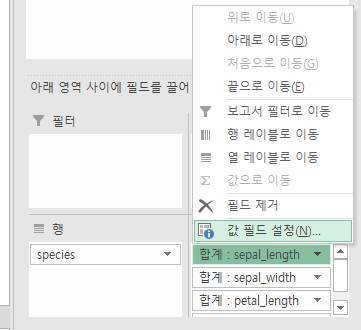 위로 이동(U)
아래로 이동(D)
처음으로 이동(G)
끝으로 이동(E)
보고서 필터로 이동
행 레이블로 이동
열 레이블로 이동
값으로 이동
필드 제거
값 필드 설정(N)...
아래 영역 사이에 필드를 끌어
필터
행
species
합계 : sepal_length
합계 : sepal_width
합계 : petal_length